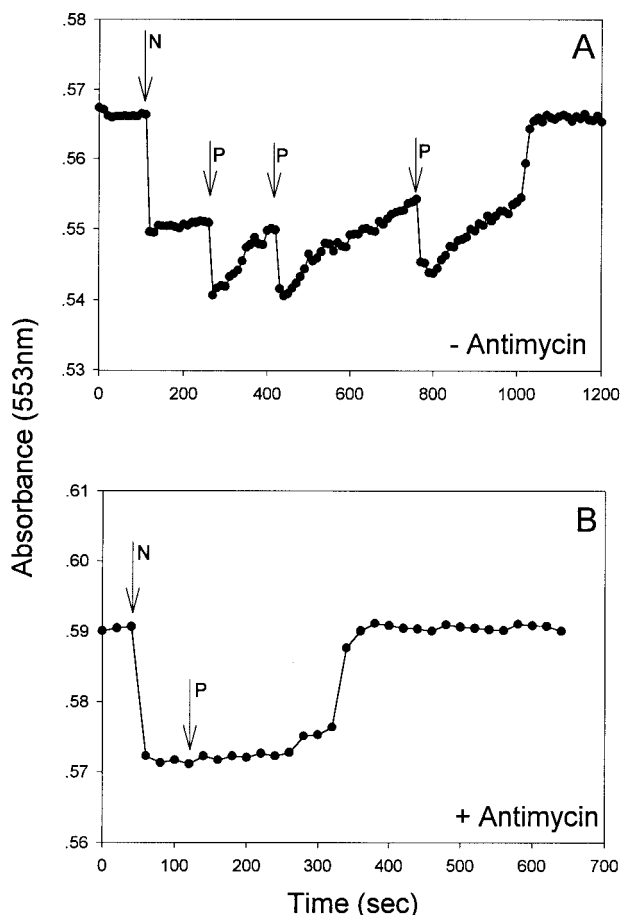 .58
A
N
.57
P
P
P
.56
.55
.54
- Antimycin
.53
0
200
400
600
800
1000
1200
Absorbance (553nm)
.61
B
N
.60
.59
P
.58
.57
+ Antimycin
.56
0
100
200
300
400
500
600
700
Time (sec)